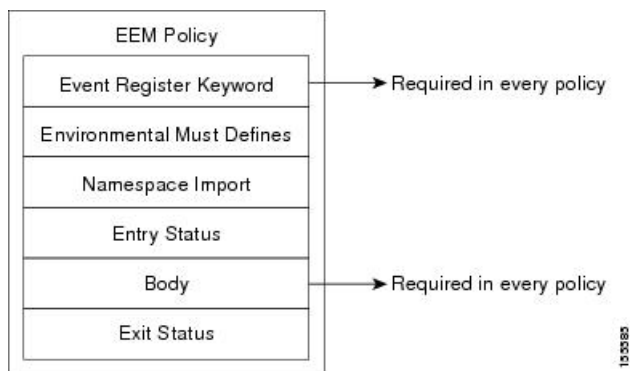 EEM Policy
Event Register Keyword
Required in every policy
Environmental Must Defines
Namespace Import
Entry Status
Body
Required in every policy
Exit Status
155585